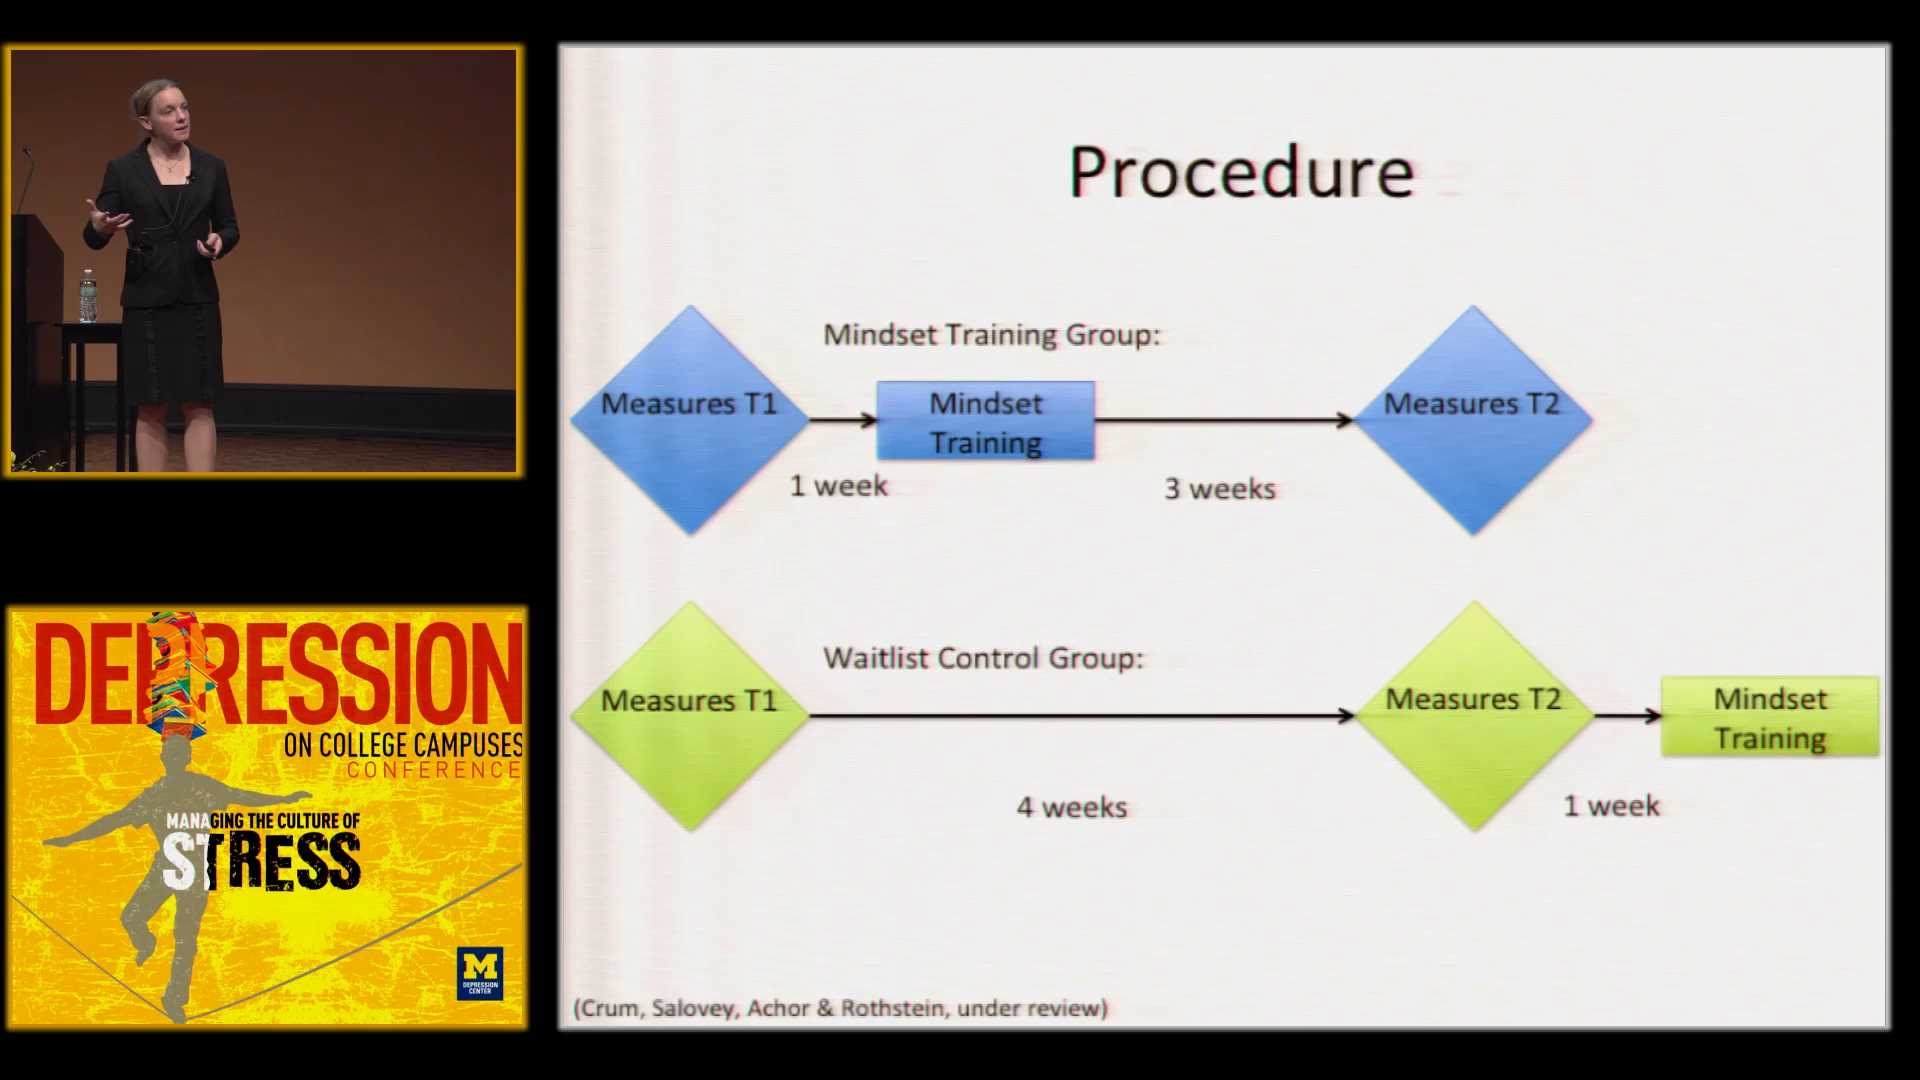 Procedure
Mindset Training Group:
Measures T1
Mindset
Training
Measures T2
1 week
3 weeks
Waitlist Control Group:
Measures T1
Measures T2
Mindset
Training
4 weeks
1 week
(Crum, Salovey, Achor & Rothstein, under review)
DEPRESSION
ON COLLEGE CAMPUSES
CONFERENCE
MANAGING THE CULTURE OF
STRESS
M
DEPRESSION
CENTER